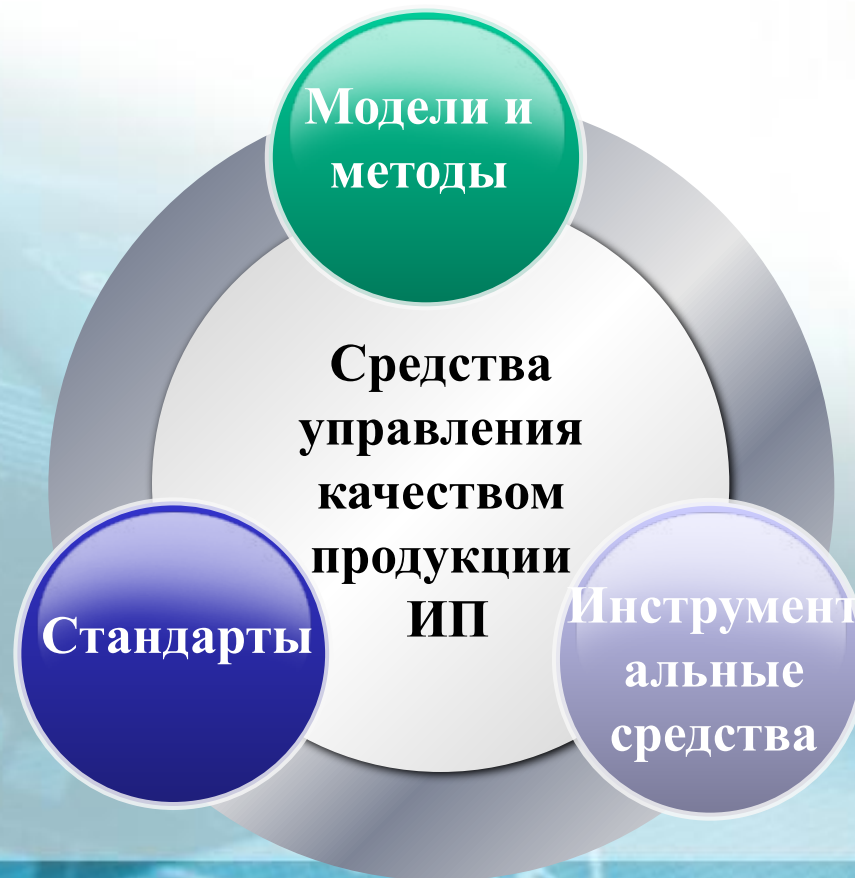 Модели и
методы
Средства
управления
качеством
продукции
ИП
Стандарты
Инструмент
альные
средства